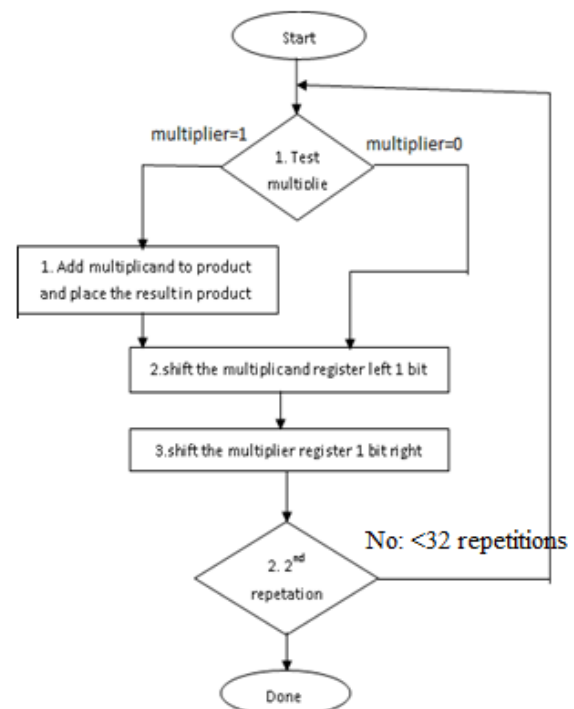 Start
multiplier=1
multiplier=0
1. Test
multiplie
1. Add multiplicand to product
and place the result in product
2.shift the multiplicand register left 1 bit
3.shift the multiplier register 1 bit right
No: <32 repetitions
2. 2nd
repetation
Done